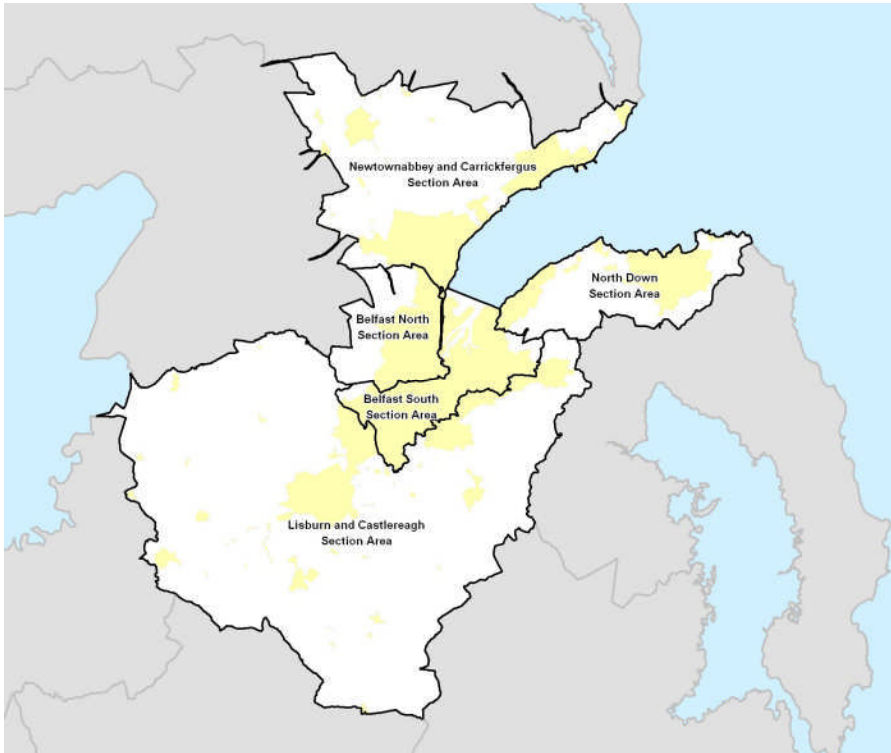 Newtownabbey and Carrickfergus
Section Area
North Down
Section Area
Belfast North
Section Area
Belfast South
Section Area
Lisburn and Castlereagh
Section Area